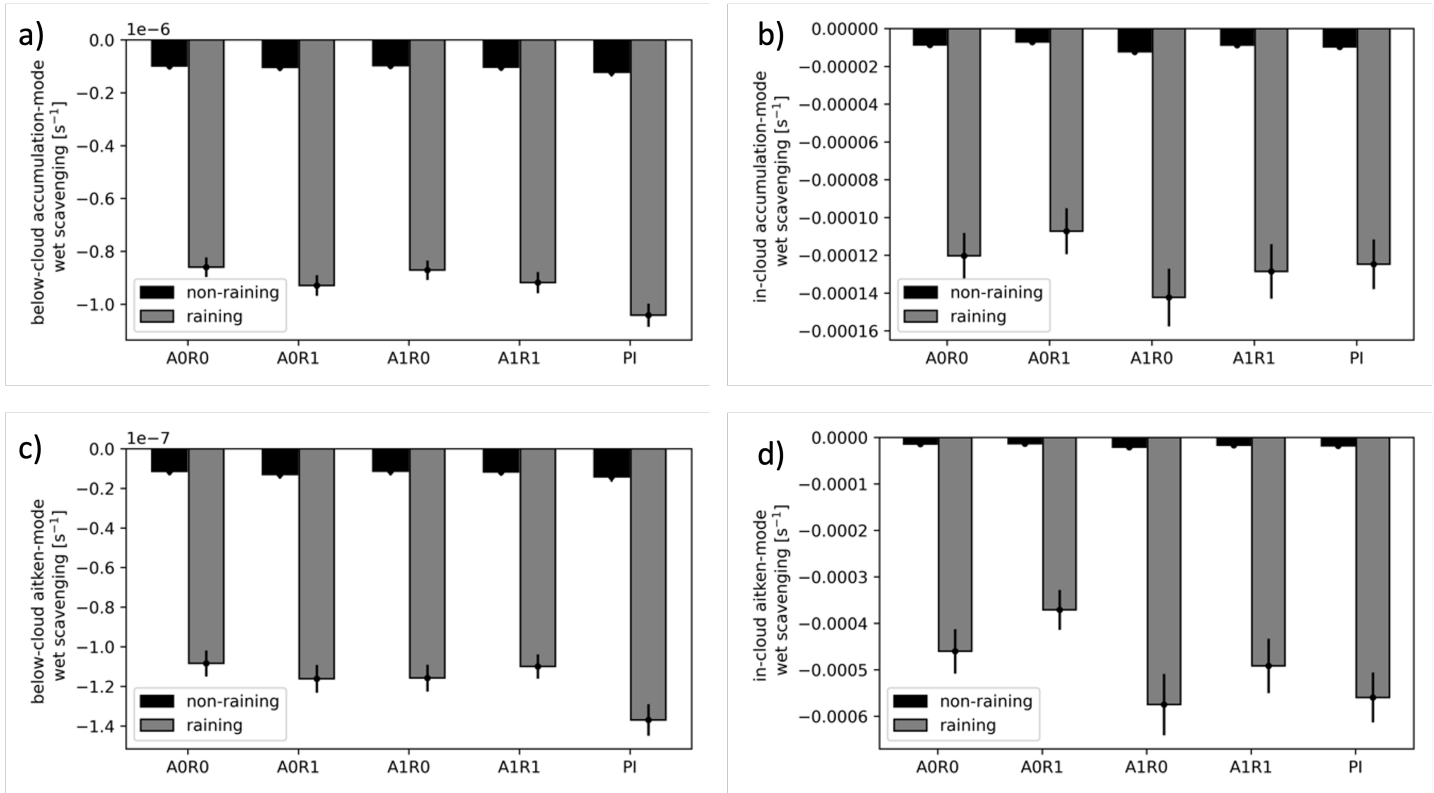 a)
1e−6
0.0
−0.2
−0.4
−0.6
−0.8
−1.0
below-cloud accumulation-mode
wet scavenging [s⁻¹]
non-raining
raining
A0R0 A0R1 A1R0 A1R1 PI
b)
0.00000
−0.00002
−0.00004
−0.00006
−0.00008
−0.00010
−0.00012
−0.00014
−0.00016
in-cloud accumulation-mode
wet scavenging [s⁻¹]
non-raining
raining
A0R0 A0R1 A1R0 A1R1 PI
c)
1e−7
0.0
−0.2
−0.4
−0.6
−0.8
−1.0
−1.2
−1.4
below-cloud aitken-mode
wet scavenging [s⁻¹]
non-raining
raining
A0R0 A0R1 A1R0 A1R1 PI
d)
0.0000
−0.0001
−0.0002
−0.0003
−0.0004
−0.0005
−0.0006
in-cloud aitken-mode
wet scavenging [s⁻¹]
non-raining
raining
A0R0 A0R1 A1R0 A1R1 PI